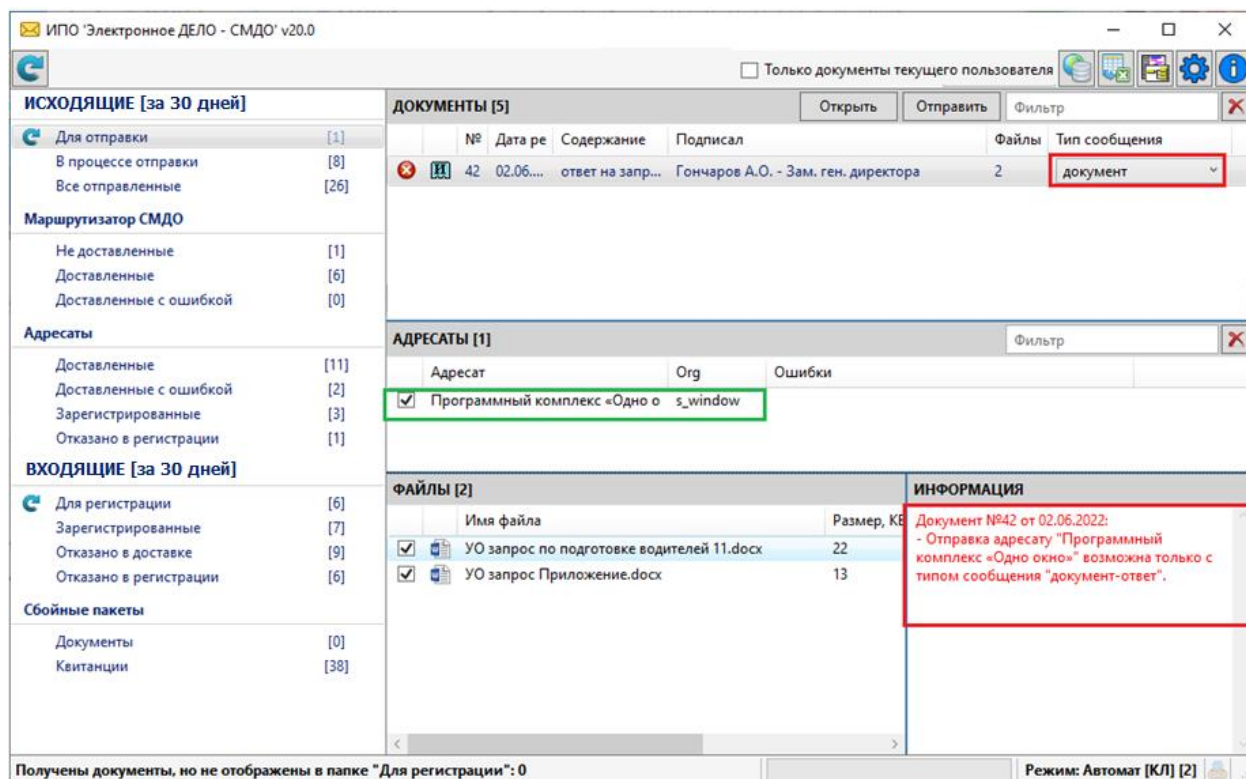 ИПО 'Электронное ДЕЛО - СМДО' v20.0
Только документы текущего пользователя
ИСХОДЯЩИЕ [за 30 дней]
Для отправки [1]
В процессе отправки [8]
Все отправленные [26]
Маршрутизатор СМДО
Не доставленные [1]
Доставленные [6]
Доставленные с ошибкой [0]
Адресаты
Доставленные [11]
Доставленные с ошибкой [2]
Зарегистрированные [3]
Отказано в регистрации [1]
ВХОДЯЩИЕ [за 30 дней]
Для регистрации [6]
Зарегистрированные [7]
Отказано в доставке [9]
Отказано в регистрации [6]
Сбойные пакеты
Документы [0]
Квитанции [38]
ДОКУМЕНТЫ [5] Открыть Отправить Фильтр
№ Дата ре Содержание Подписал Файлы Тип сообщения
И 42 02.06.... ответ на запр... Гончаров А.О. - Зам. ген. директора 2 документ
АДРЕСАТЫ [1] Фильтр
Адресат Org Ошибки
Программный комплекс «Одно о s_window
ФАЙЛЫ [2]
Имя файла Размер, КБ
УО запрос по подготовке водителей 11.docx 22
УО запрос Приложение.docx 13
ИНФОРМАЦИЯ
Документ №42 от 02.06.2022:
- Отправка адресату "Программный
комплекс «Одно окно»" возможна только с
типом сообщения "документ-ответ".
Получены документы, но не отображены в папке "Для регистрации": 0
Режим: Автомат [КЛ] [2]